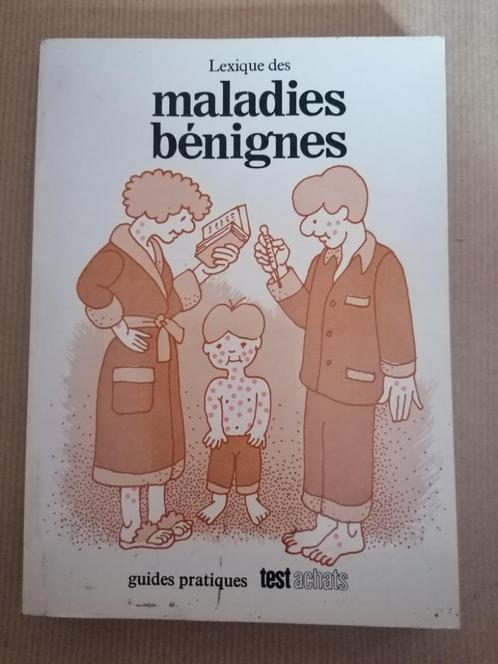 Lexique des
maladies
bénignes
guides pratiques test achats